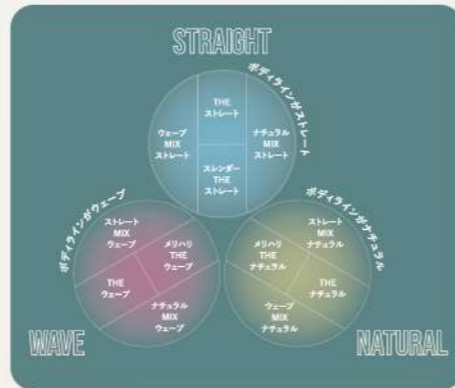 STRAIGHT
ボディラインがストレート
THE
ストレート
ウェーブ
MIX
ストレート
ナチュラル
MIX
ストレート
スレンダー
THE
ストレート
ボディラインがウェーブ
ストレート
MIX
ウェーブ
メリハリ
THE
ウェーブ
THE
ウェーブ
ナチュラル
MIX
ウェーブ
WAVE
ボディラインがナチュラル
ストレート
MIX
ナチュラル
メリハリ
THE
ナチュラル
THE
ナチュラル
ウェーブ
MIX
ナチュラル
NATURAL